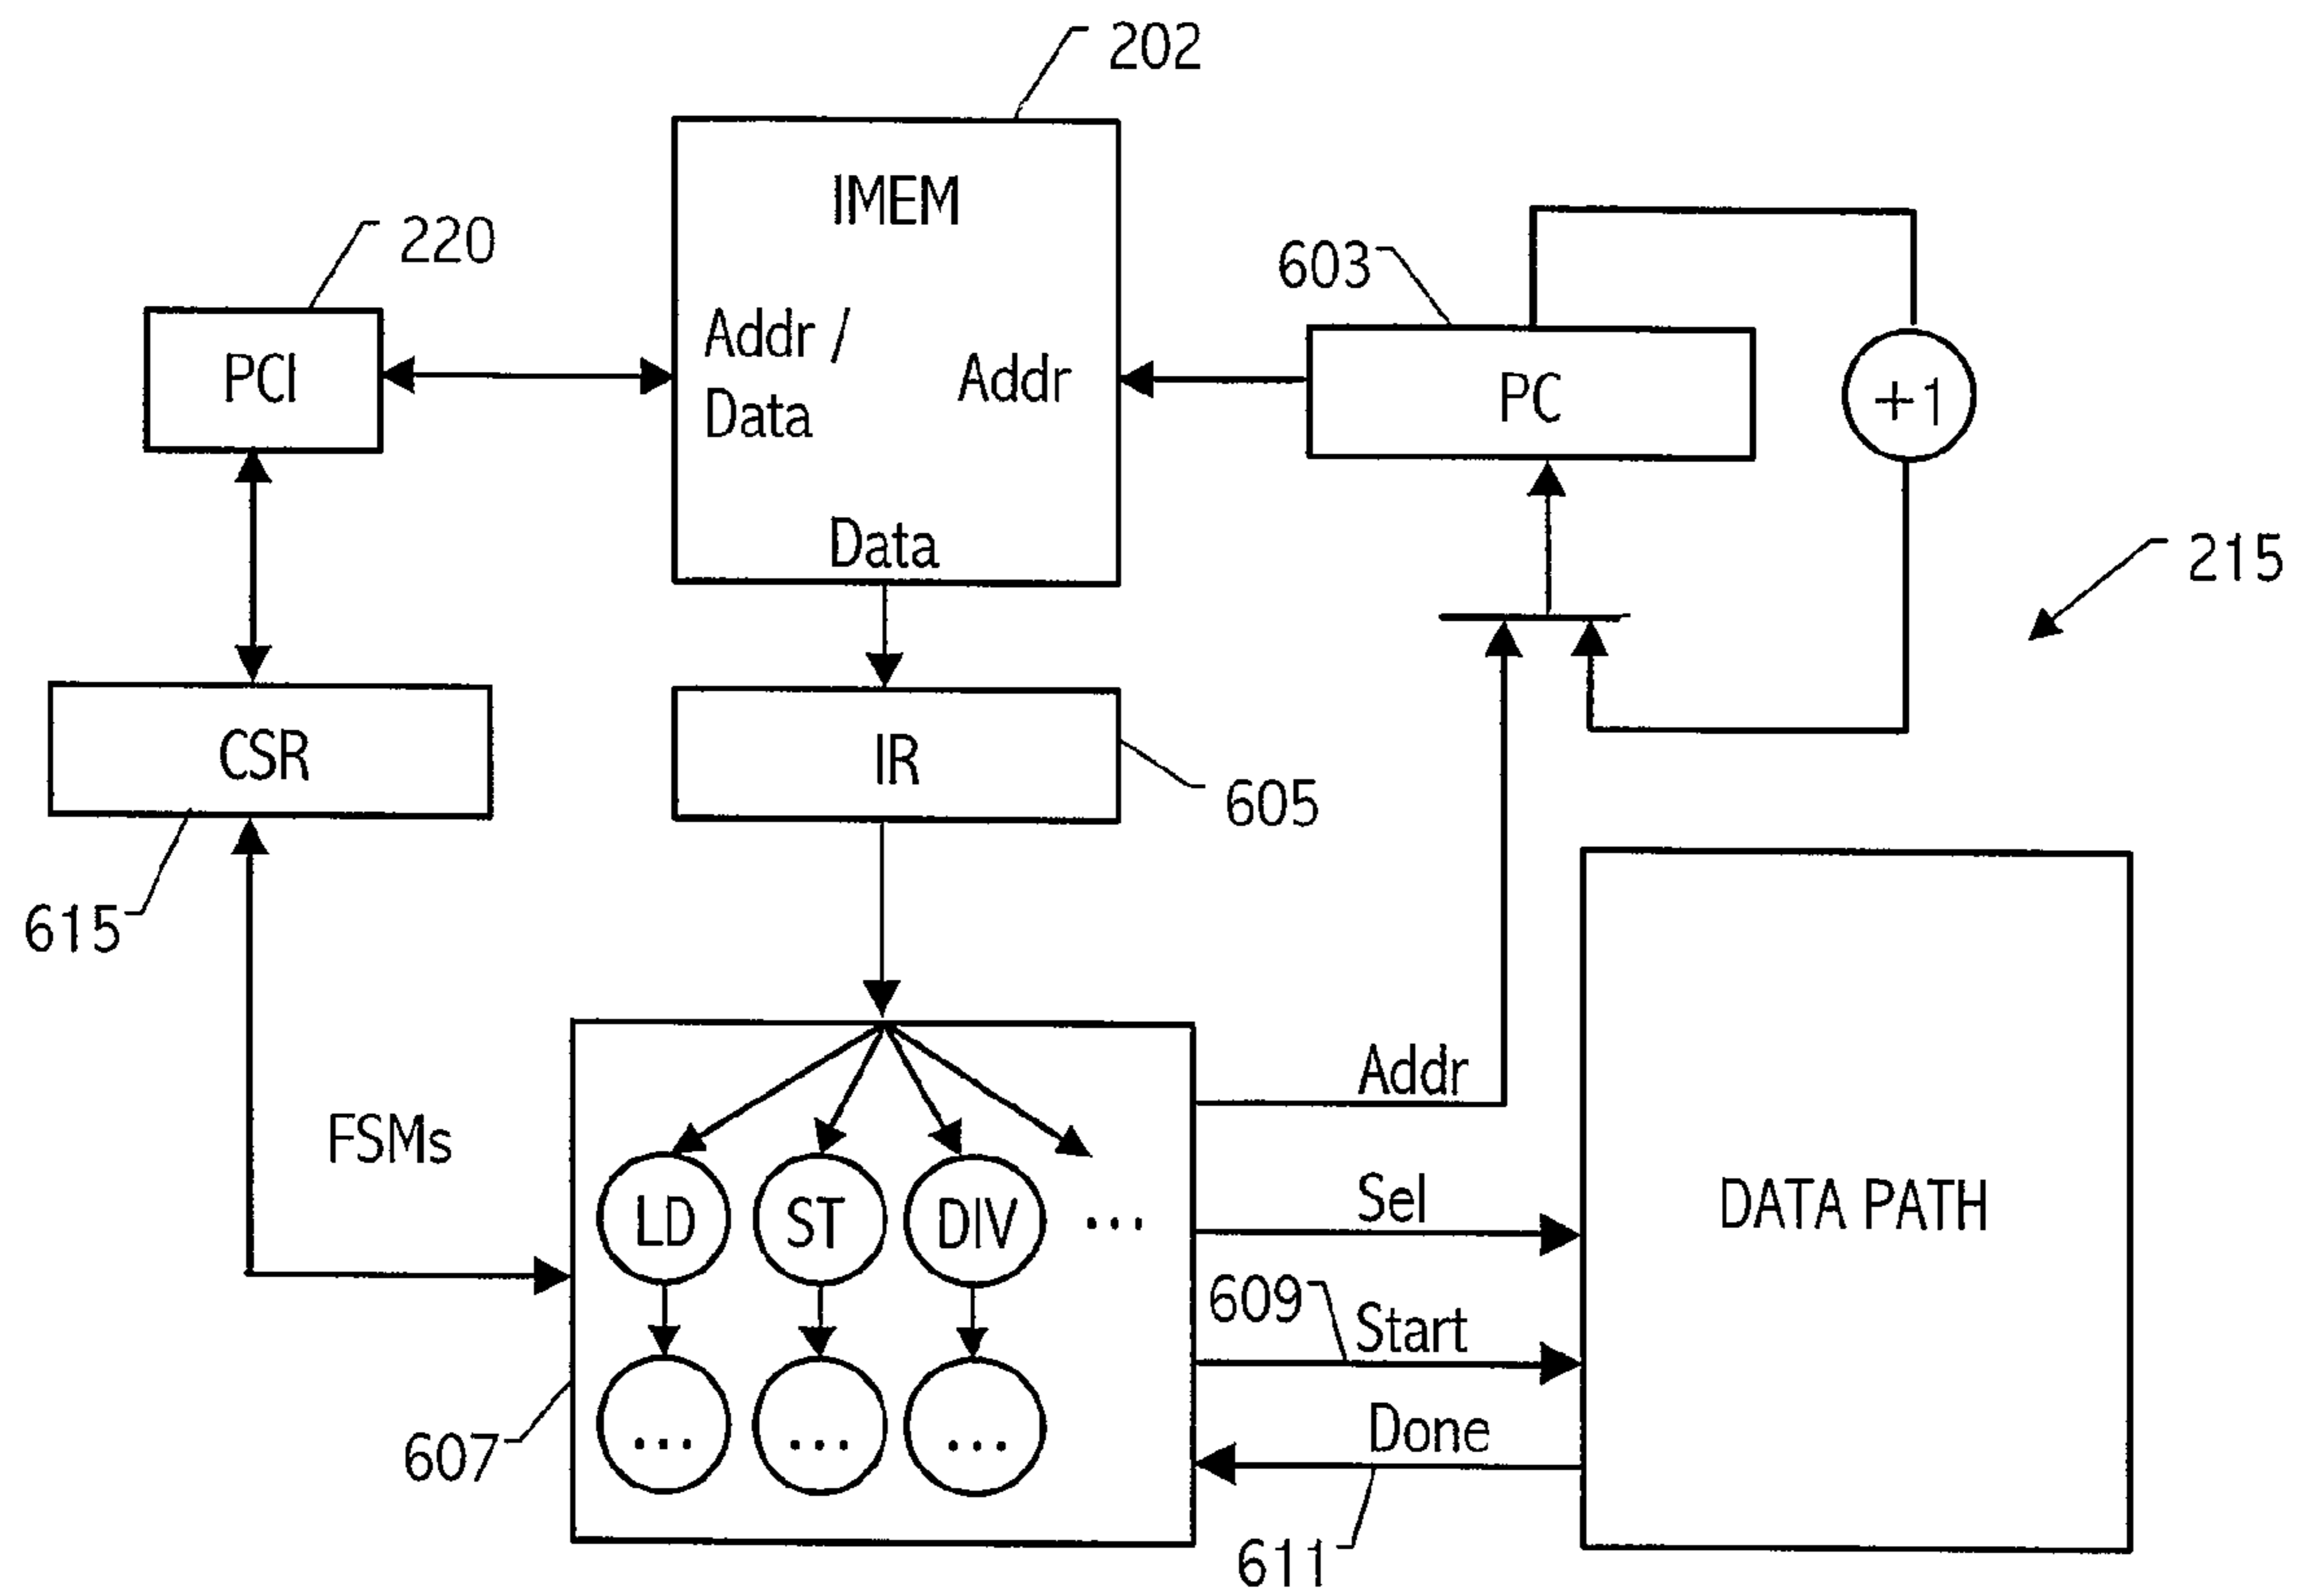 202
IMEM
220
603
Addr /
Data
Addr
PCI
PC
+1
Data
215
CSR
IR
605
615
Addr
FSMs
LD
ST
DIV
...
Sel
DATA PATH
609
Start
...
...
...
Done
607
611